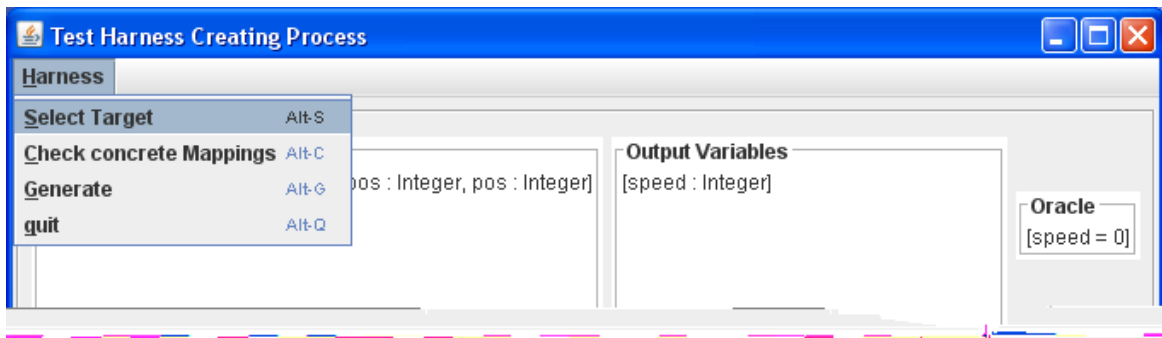 Test Harness Creating Process
Harness
Select Target Alt-S
Check concrete Mappings Alt-C
Generate Alt-G
quit Alt-Q
pos : Integer, pos : Integer]
Output Variables
[speed : Integer]
Oracle
[speed = 0]